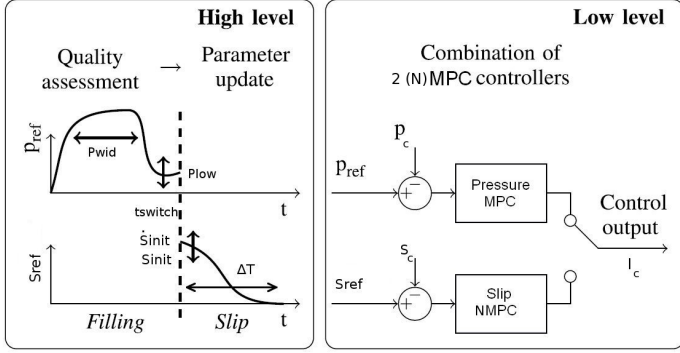 High level
Quality assessment → Parameter update
p_ref
Pwid
Plow
t
tswitch
Ṡinit
Sinit
Sref
ΔT
t
Filling
Slip
Low level
Combination of
2 (N)MPC controllers
p_c
p_ref
+ −
Pressure
MPC
Control
output
I_c
S_c
Sref
+ −
Slip
NMPC